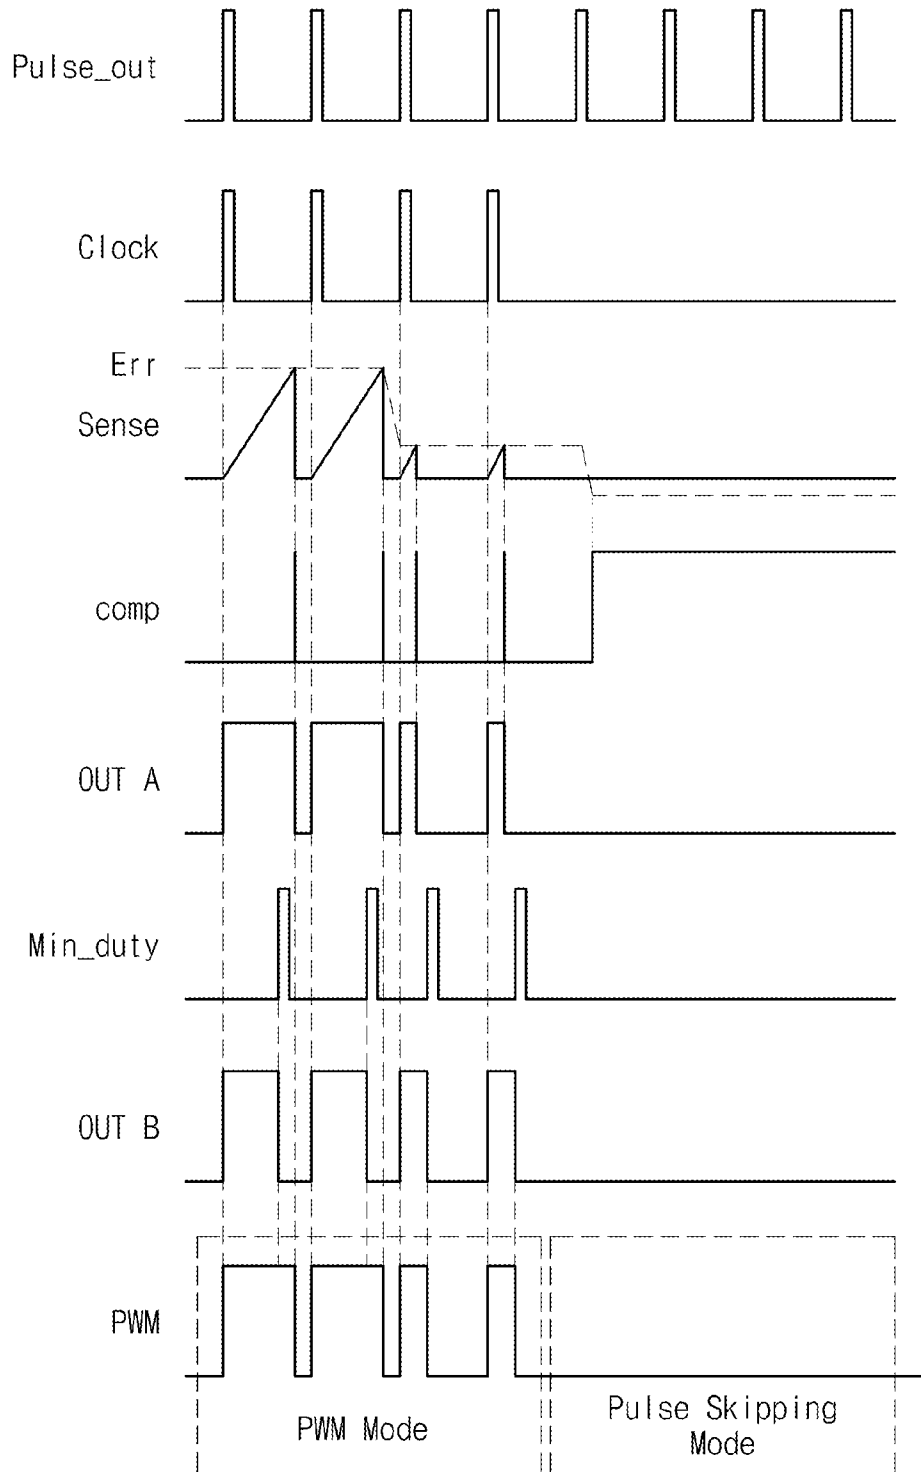 Pulse_out
Clock
Err
Sense
comp
OUT A
Min_duty
OUT B
PWM
PWM Mode
Pulse Skipping
Mode